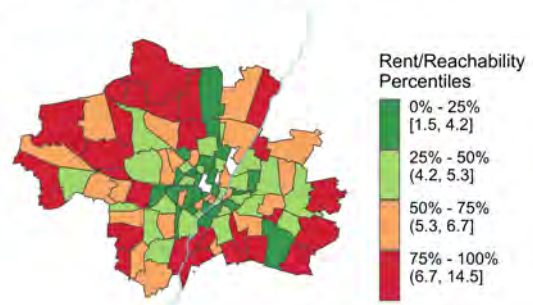 Rent/Reachability
Percentiles
0% - 25%
[1.5, 4.2]
25% - 50%
(4.2, 5.3]
50% - 75%
(5.3, 6.7]
75% - 100%
(6.7, 14.5]